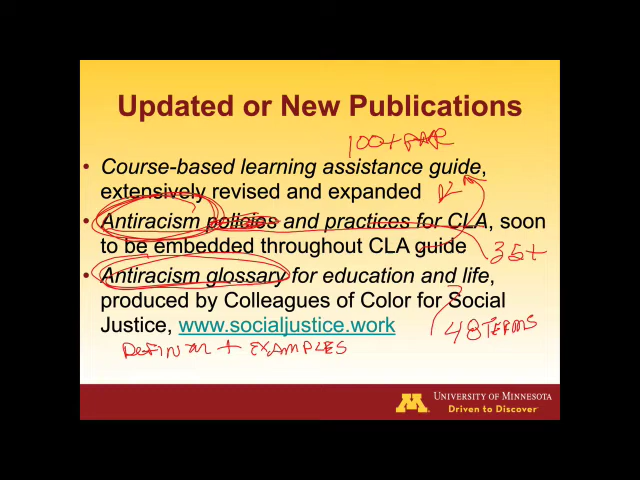 Updated or New Publications
100+ PAGE
• Course-based learning assistance guide,
extensively revised and expanded
• Antiracism policies and practices for CLA, soon
to be embedded throughout CLA guide
35+
• Antiracism glossary for education and life,
produced by Colleagues of Color for Social
Justice, www.socialjustice.work
48 TERMS
+ EXAMPLES
M
UNIVERSITY OF MINNESOTA
Driven to Discover